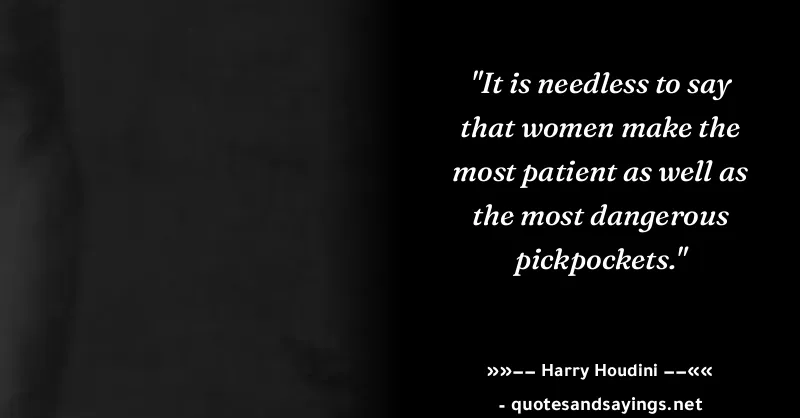 "It is needless to say
that women make the
most patient as well as
the most dangerous
pickpockets."
»»–– Harry Houdini ––««
- quotesandsayings.net